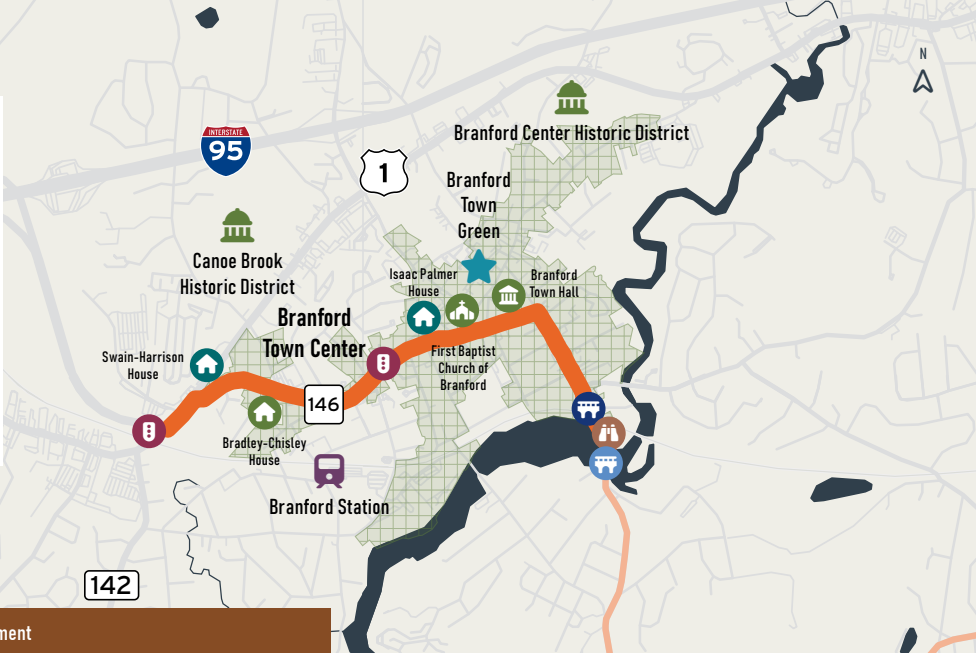 N
Branford Center Historic District
INTERSTATE
95
1
Branford
Town
Green
Canoe Brook
Historic District
Isaac Palmer
House
Branford
Town Hall
Branford
Town Center
First Baptist
Church of
Branford
Swain-Harrison
House
146
Bradley-Chisley
House
Branford Station
142
ment